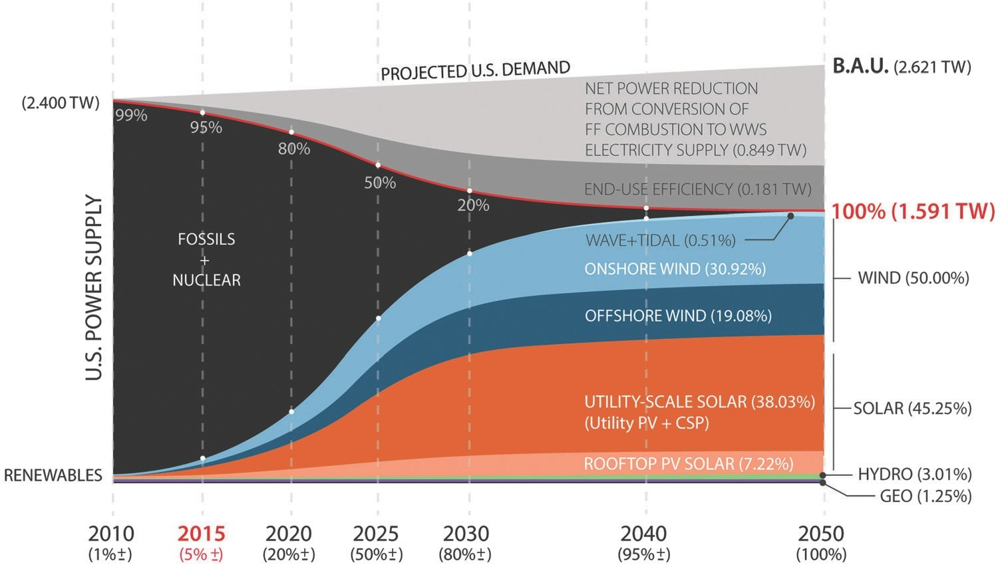 PROJECTED U.S. DEMAND
B.A.U. (2.621 TW)
(2.400 TW)
99%
95%
80%
50%
20%
NET POWER REDUCTION
FROM CONVERSION OF
FF COMBUSTION TO WWS
ELECTRICITY SUPPLY (0.849 TW)
END-USE EFFICIENCY (0.181 TW)
100% (1.591 TW)
U.S. POWER SUPPLY
FOSSILS
+
NUCLEAR
WAVE+TIDAL (0.51%)
ONSHORE WIND (30.92%)
WIND (50.00%)
OFFSHORE WIND (19.08%)
UTILITY-SCALE SOLAR (38.03%)
(Utility PV + CSP)
SOLAR (45.25%)
ROOFTOP PV SOLAR (7.22%)
RENEWABLES
HYDRO (3.01%)
GEO (1.25%)
2010
(1%±)
2015
(5% ±)
2020
(20%±)
2025
(50%±)
2030
(80%±)
2040
(95%±)
2050
(100%)